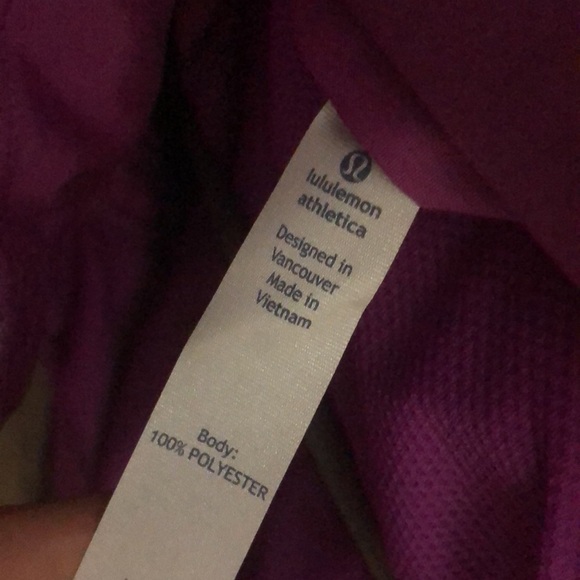 lululemon
athletica
Designed in
Vancouver
Made in
Vietnam
Body:
100% POLYESTER